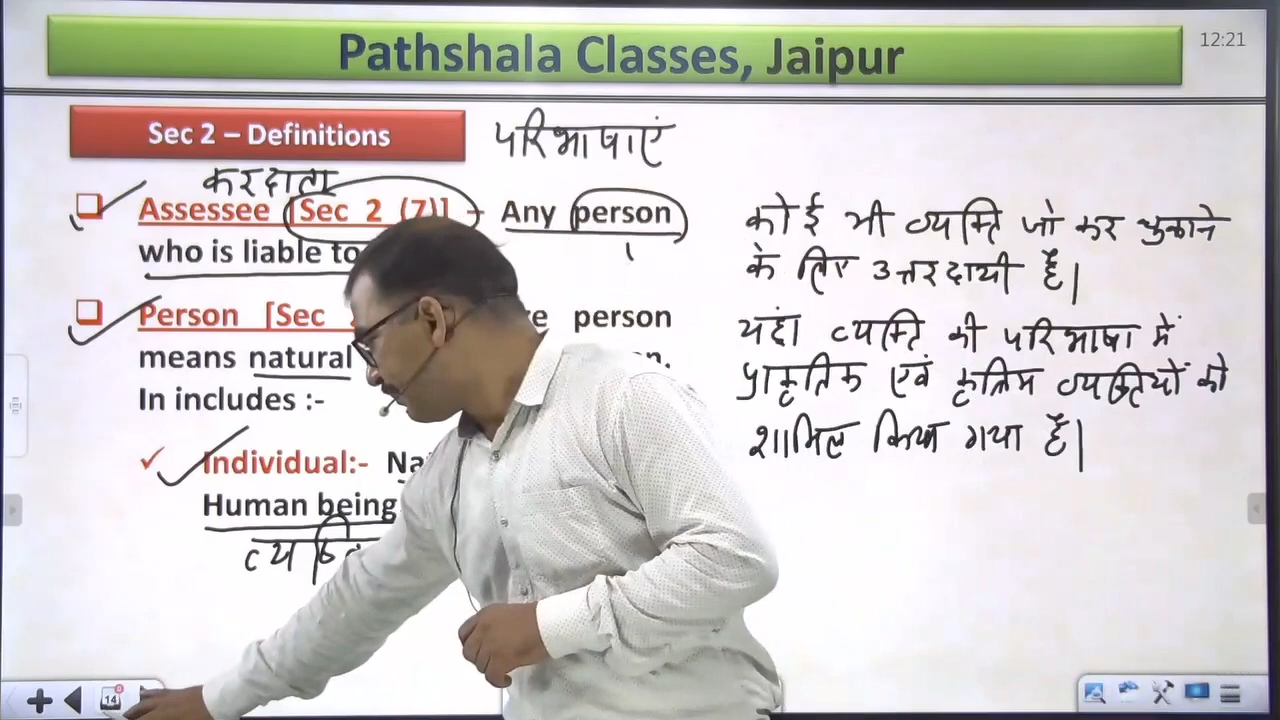 Pathshala Classes, Jaipur
12:21
Sec 2 – Definitions
परिभाषाएं
करदाता
Assessee [Sec 2 (7)] - Any person
who is liable to
Person [Sec person
means natural
In includes :-
Individual:-
Human being
कोई भी व्यक्ति जो कर चुकाने
के लिए उत्तरदायी है।
यहां व्यक्ति की परिभाषा में
प्राकृतिक एवं कृत्रिम व्यक्तियों को
शामिल किया गया है।
14